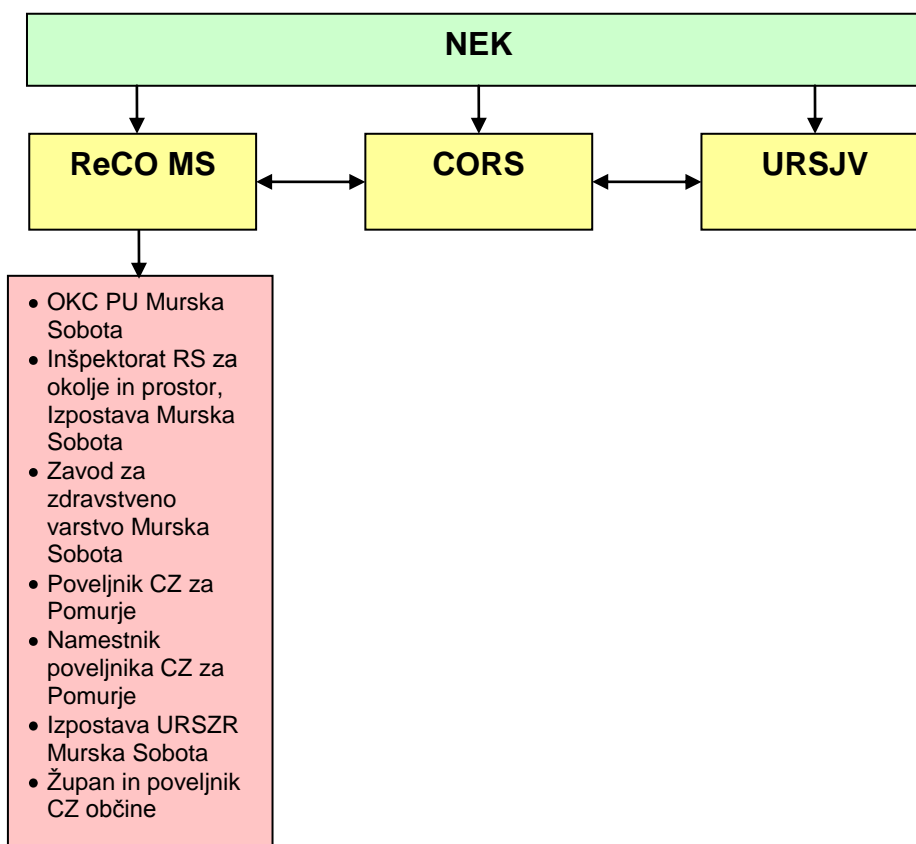 NEK
ReCO MS
CORS
URSJV
• OKC PU Murska
Sobota
• Inšpektorat RS za
okolje in prostor,
Izpostava Murska
Sobota
• Zavod za
zdravstveno
varstvo Murska
Sobota
• Poveljnik CZ za
Pomurje
• Namestnik
poveljnika CZ za
Pomurje
• Izpostava URSZR
Murska Sobota
• Župan in poveljnik
CZ občine